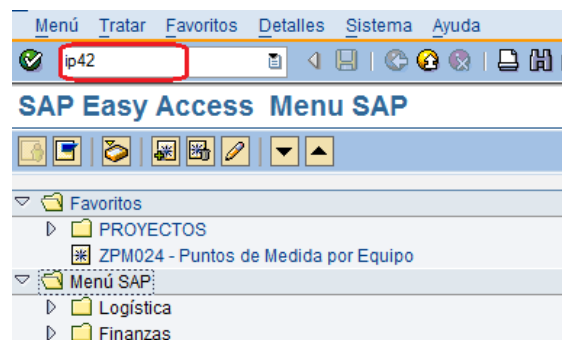 Menú Tratar Favoritos Detalles Sistema Ayuda
ip42
SAP Easy Access Menu SAP
Favoritos
PROYECTOS
ZPM024 - Puntos de Medida por Equipo
Menú SAP
Logística
Finanzas